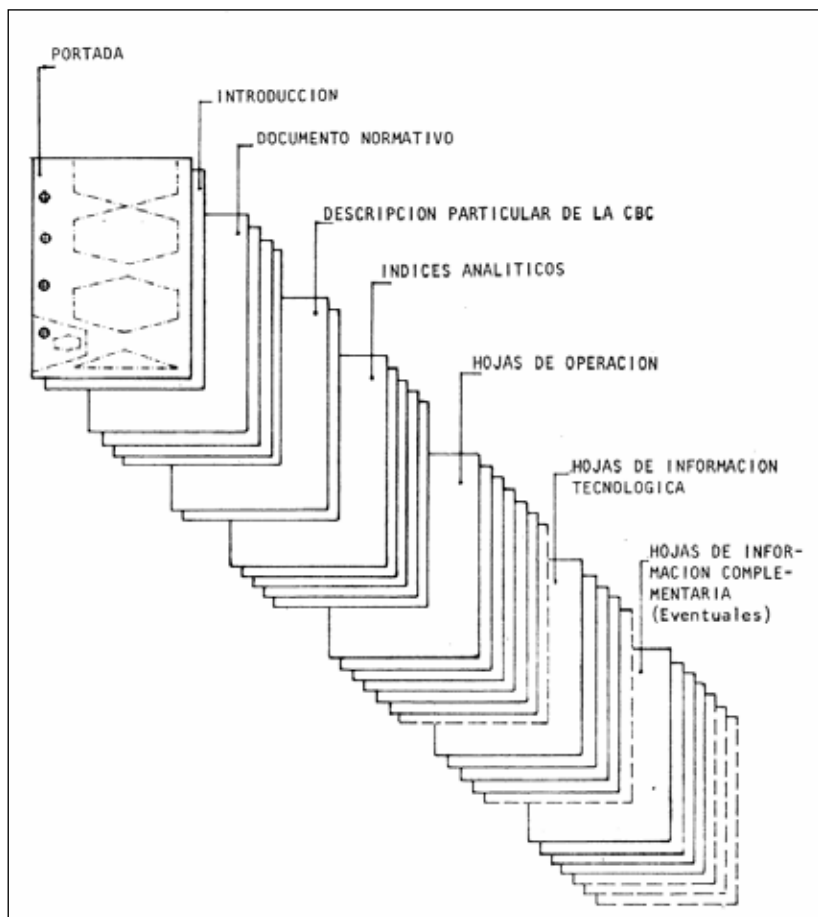 PORTADA
INTRODUCCION
DOCUMENTO NORMATIVO
DESCRIPCION PARTICULAR DE LA CBC
INDICES ANALITICOS
HOJAS DE OPERACION
HOJAS DE INFORMACION
TECNOLOGICA
HOJAS DE INFOR-
MACION COMPLE-
MENTARIA
(Eventuales)